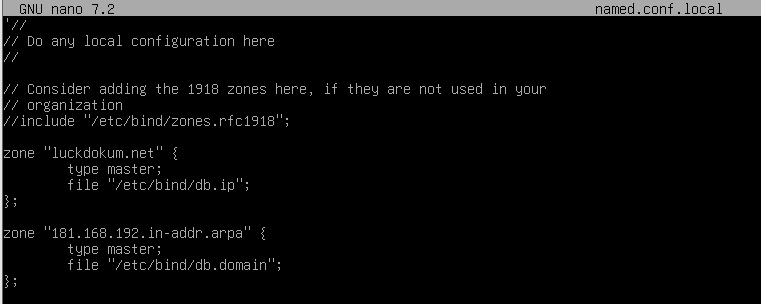 GNU nano 7.2 named.conf.local
'//
// Do any local configuration here
//
// Consider adding the 1918 zones here, if they are not used in your
// organization
//include "/etc/bind/zones.rfc1918";
zone "luckdokum.net" {
type master;
file "/etc/bind/db.ip";
};
zone "181.168.192.in-addr.arpa" {
type master;
file "/etc/bind/db.domain";
};